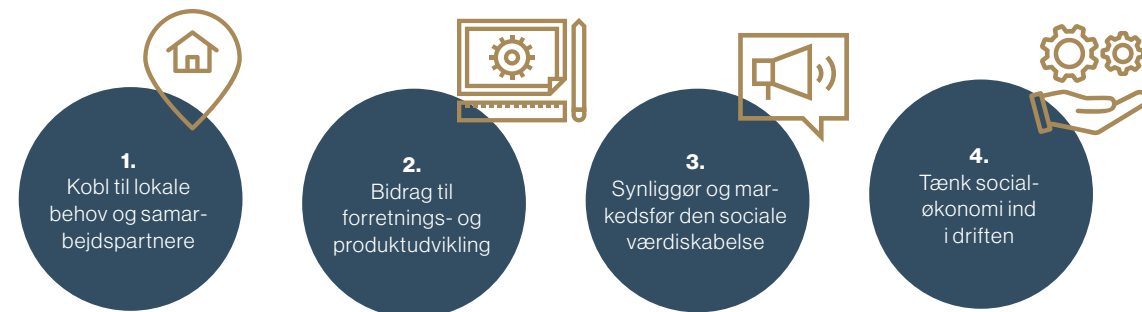 1.
Kobl til lokale
behov og samar-
bejdspartnere
2.
Bidrag til
forretnings- og
produktudvikling
3.
Synliggør og mar-
kedsfør den sociale
værdiskabelse
4.
Tænk social-
økonomi ind
i driften